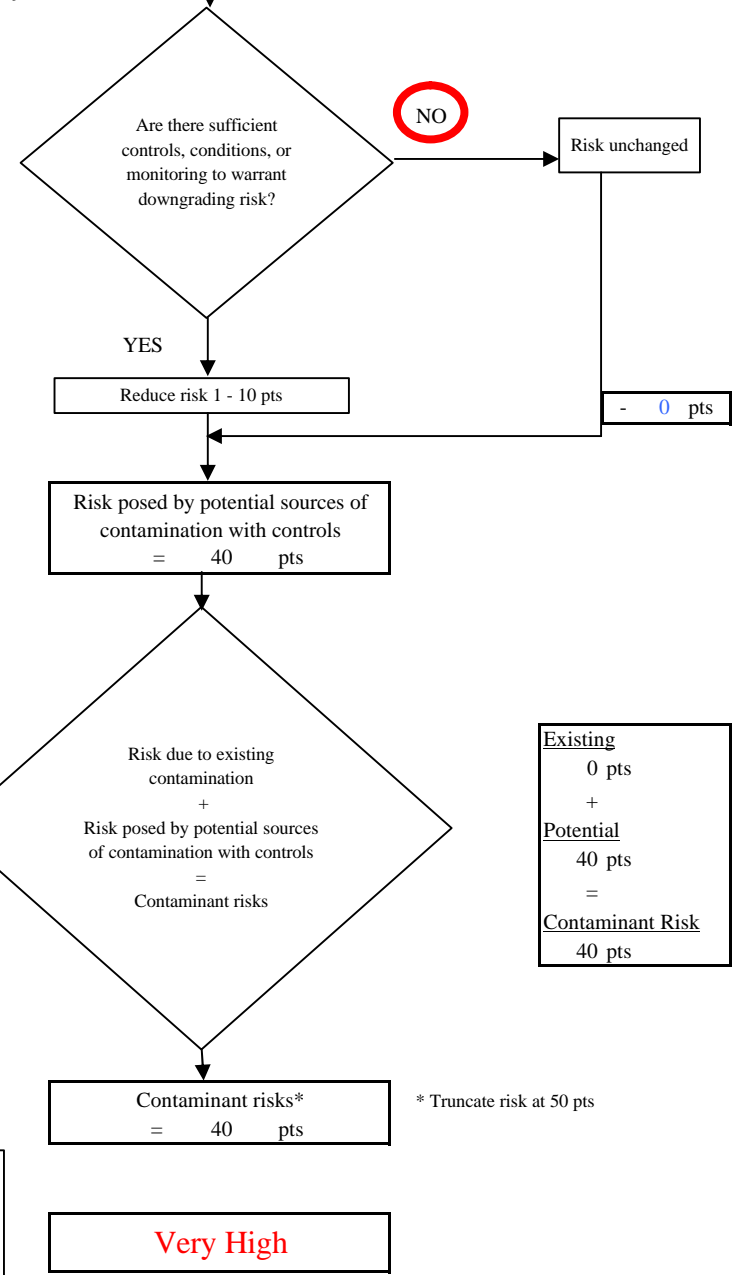 Are there sufficient
controls, conditions, or
monitoring to warrant
downgrading risk?
NO
Risk unchanged
YES
Reduce risk 1 - 10 pts
- 0 pts
Risk posed by potential sources of
contamination with controls
= 40 pts
Risk due to existing
contamination
+
Risk posed by potential sources
of contamination with controls
=
Contaminant risks
Existing
0 pts
+
Potential
40 pts
=
Contaminant Risk
40 pts
Contaminant risks*
= 40 pts
* Truncate risk at 50 pts
Very High